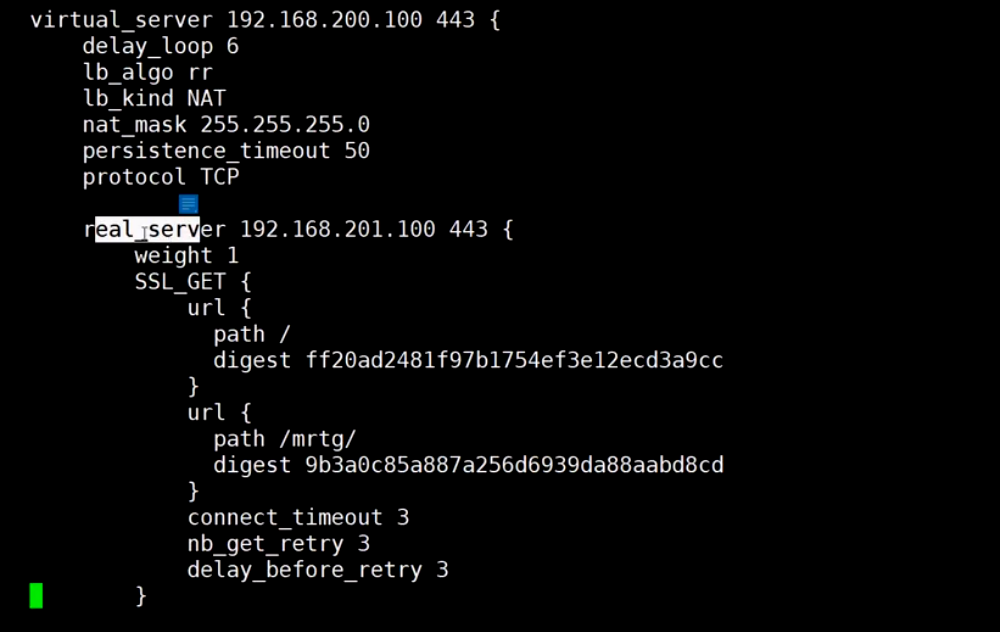 virtual_server 192.168.200.100 443 {
delay_loop 6
lb_algo rr
lb_kind NAT
nat_mask 255.255.255.0
persistence_timeout 50
protocol TCP
real_server 192.168.201.100 443 {
weight 1
SSL_GET {
url {
path /
digest ff20ad2481f97b1754ef3e12ecd3a9cc
}
url {
path /mrtg/
digest 9b3a0c85a887a256d6939da88aabd8cd
}
connect_timeout 3
nb_get_retry 3
delay_before_retry 3
}